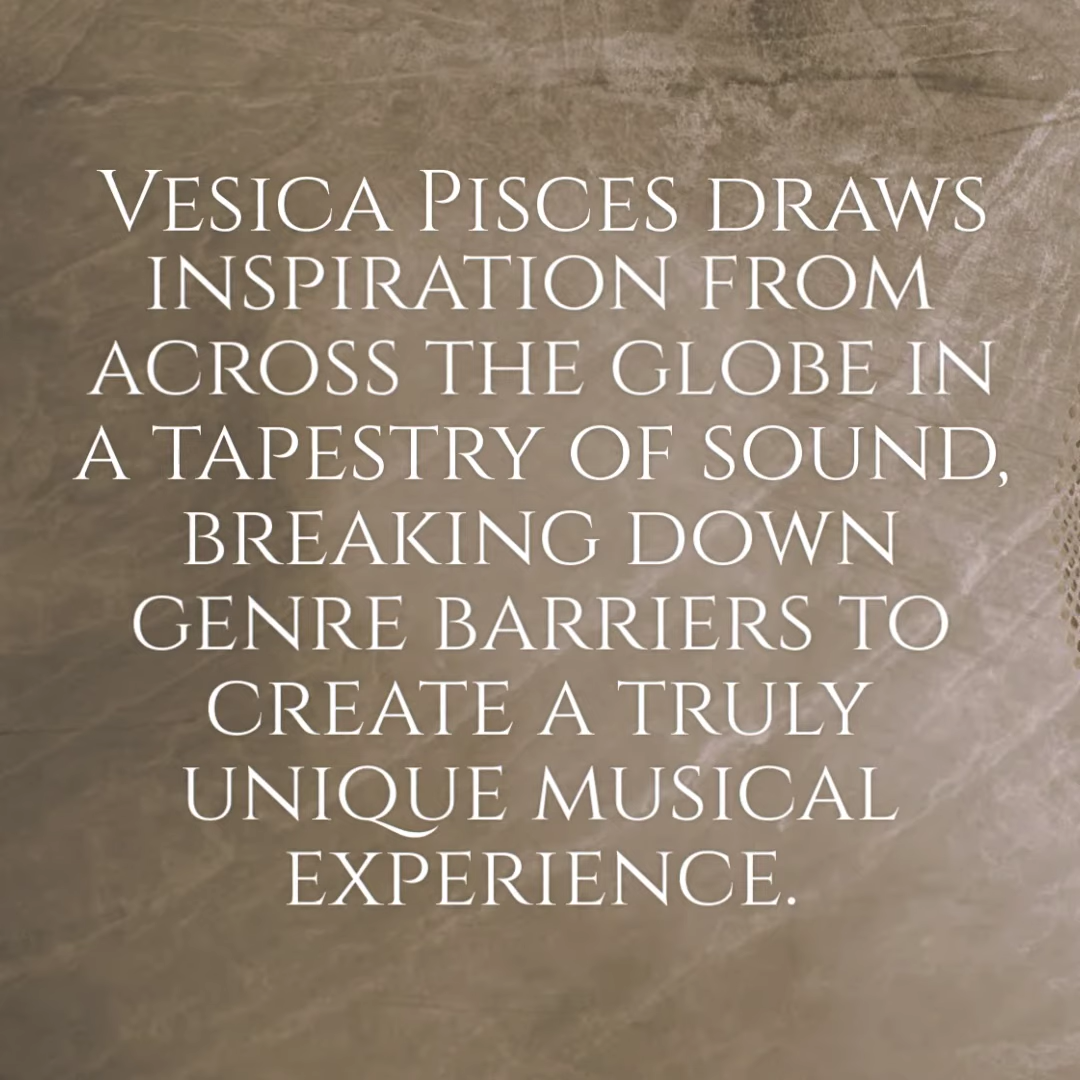 Vesica Pisces draws
inspiration from
across the globe in
a tapestry of sound,
breaking down
genre barriers to
create a truly
unique musical
experience.